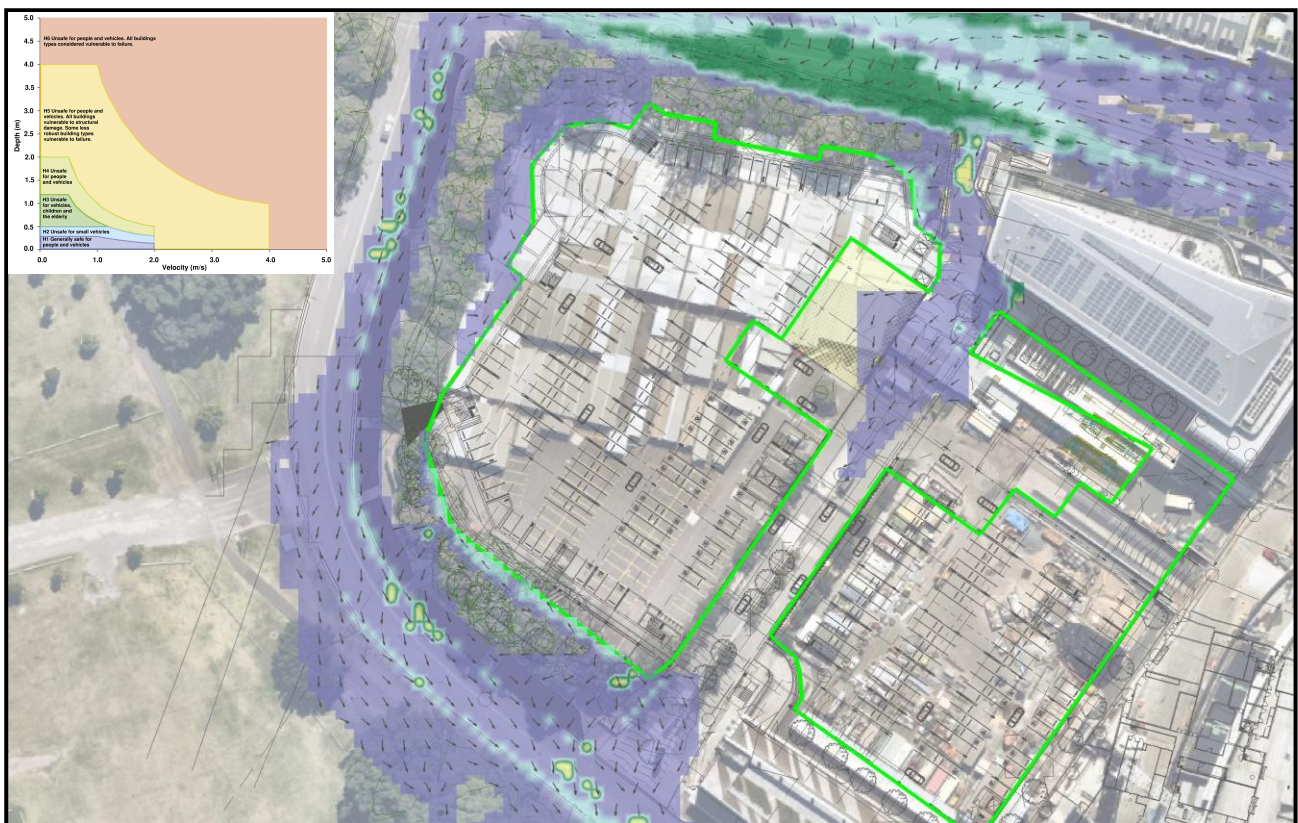 5.0
4.5
4.0
3.5
3.0
2.5
2.0
1.5
1.0
0.5
0.0
Depth (m)
H6 Unsafe for people and vehicles. All buildings
types considered vulnerable to failure.
H5 Unsafe for people and
vehicles. All buildings
vulnerable to structural
damage. Some less
robust building types
vulnerable to failure.
H4 Unsafe
for people
and vehicles
H3 Unsafe
for vehicles,
children and
the elderly
H2 Unsafe for small vehicles
H1 Generally safe for
people and vehicles
0.0 1.0 2.0 3.0 4.0 5.0
Velocity (m/s)